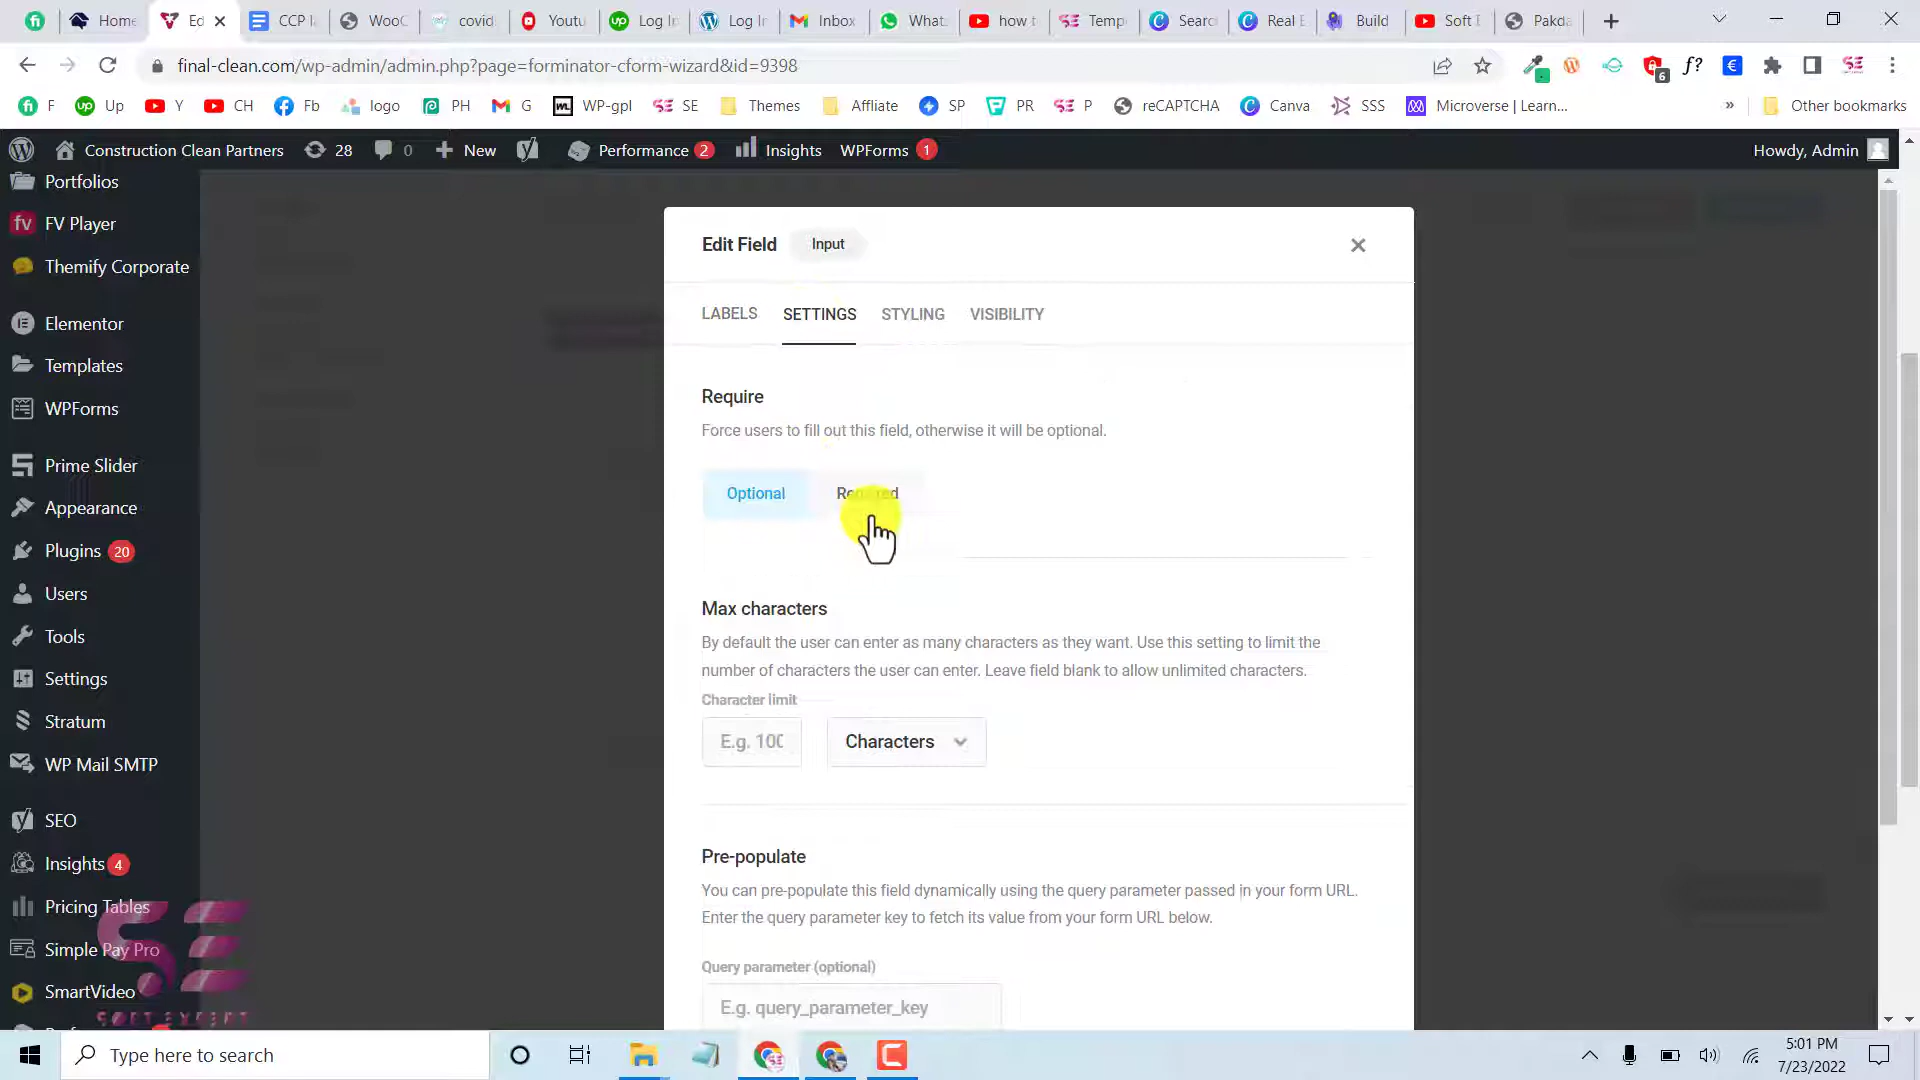 Home
Ed
CCP
WooC
covid
Youtu
Log In
Log In
Inbox
What
how t
Temp
Searc
Real E
Build
Soft E
Pakda
final-clean.com/wp-admin/admin.php?page=forminator-cform-wizard&id=9398
6
f?
F
Up
Y
CH
Fb
logo
PH
G
WP-gpl
SE
Themes
Affliate
SP
PR
P
reCAPTCHA
Canva
SSS
Microverse | Learn...
»
Other bookmarks
Construction Clean Partners
28
0
New
Performance 2
Insights
WPForms 1
Howdy, Admin
Portfolios
FV Player
Themify Corporate
Elementor
Templates
WPForms
Prime Slider
Appearance
Plugins 20
Users
Tools
Settings
Stratum
WP Mail SMTP
SEO
Insights 4
Pricing Tables
Simple Pay Pro
SmartVideo
SOFT EXPERT
Edit Field
Input
LABELS
SETTINGS
STYLING
VISIBILITY
Require
Force users to fill out this field, otherwise it will be optional.
Optional
Required
Max characters
By default the user can enter as many characters as they want. Use this setting to limit the
number of characters the user can enter. Leave field blank to allow unlimited characters.
Character limit
E.g. 100
Characters
Pre-populate
You can pre-populate this field dynamically using the query parameter passed in your form URL.
Enter the query parameter key to fetch its value from your form URL below.
Query parameter (optional)
E.g. query_parameter_key
Type here to search
5:01 PM
7/23/2022